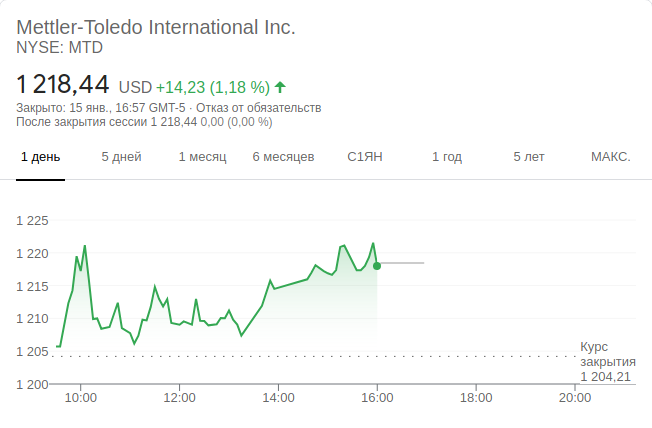 Mettler-Toledo International Inc.
NYSE: MTD
1 218,44 USD +14,23 (1,18 %)
Закрыто: 15 янв., 16:57 GMT-5 · Отказ от обязательств
После закрытия сессии 1 218,44 0,00 (0,00 %)
1 день 5 дней 1 месяц 6 месяцев С1ЯН 1 год 5 лет МАКС.
1 225
1 220
1 215
1 210
1 205
1 200
Курс
закрытия
1 204,21
10:00 12:00 14:00 16:00 18:00 20:00